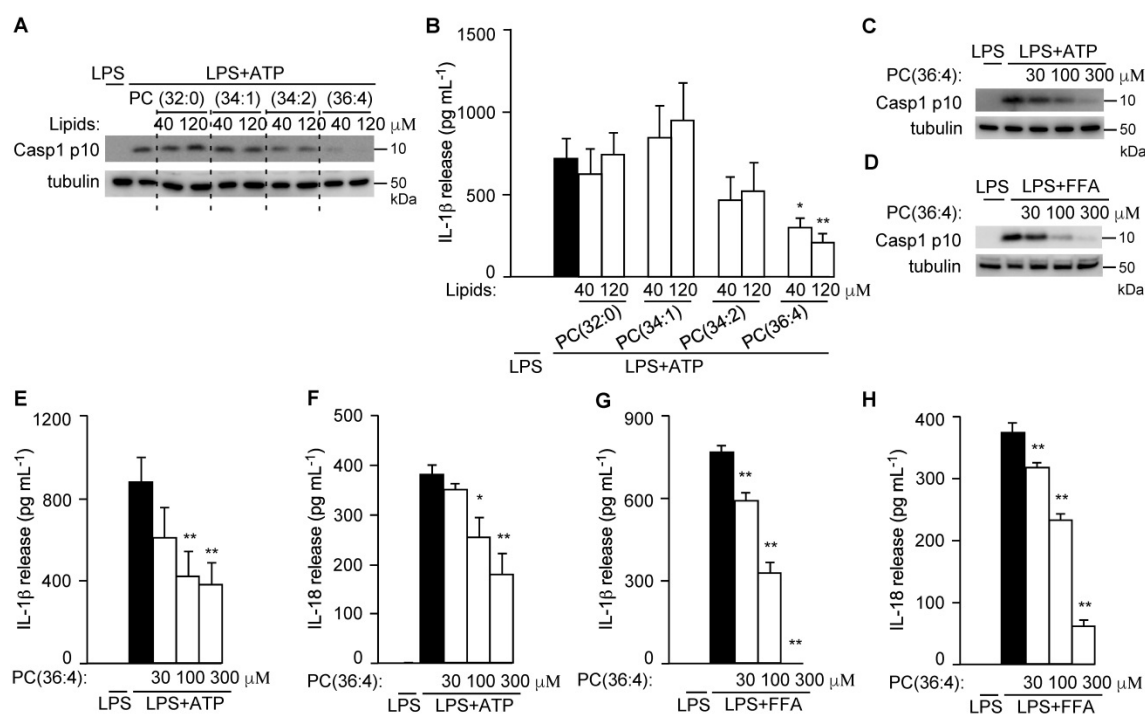 A
LPS
LPS+ATP
PC (32:0) (34:1) (34:2) (36:4)
Lipids: 40 120 40 120 40 120 40 120 μM
Casp1 p10 10
tubulin 50
kDa
B
1500
1000
500
0
IL-1β release (pg mL-1)
* **
Lipids: 40 120 40 120 40 120 40 120 μM
PC(32:0) PC(34:1) PC(34:2) PC(36:4)
LPS LPS+ATP
C
LPS LPS+ATP
PC(36:4): 30 100 300 μM
Casp1 p10 10
tubulin 50
kDa
D
LPS LPS+FFA
PC(36:4): 30 100 300 μM
Casp1 p10 10
tubulin 50
kDa
E
1200
800
400
0
IL-1β release (pg mL-1)
** **
PC(36:4): 30 100 300 μM
LPS LPS+ATP
F
500
400
300
200
100
0
IL-18 release (pg mL-1)
*
**
PC(36:4): 30 100 300 μM
LPS LPS+ATP
G
900
600
300
0
IL-1β release (pg mL-1)
**
**
**
PC(36:4): 30 100 300 μM
LPS LPS+FFA
H
400
300
200
100
0
IL-18 release (pg mL-1)
**
**
**
PC(36:4): 30 100 300 μM
LPS LPS+FFA